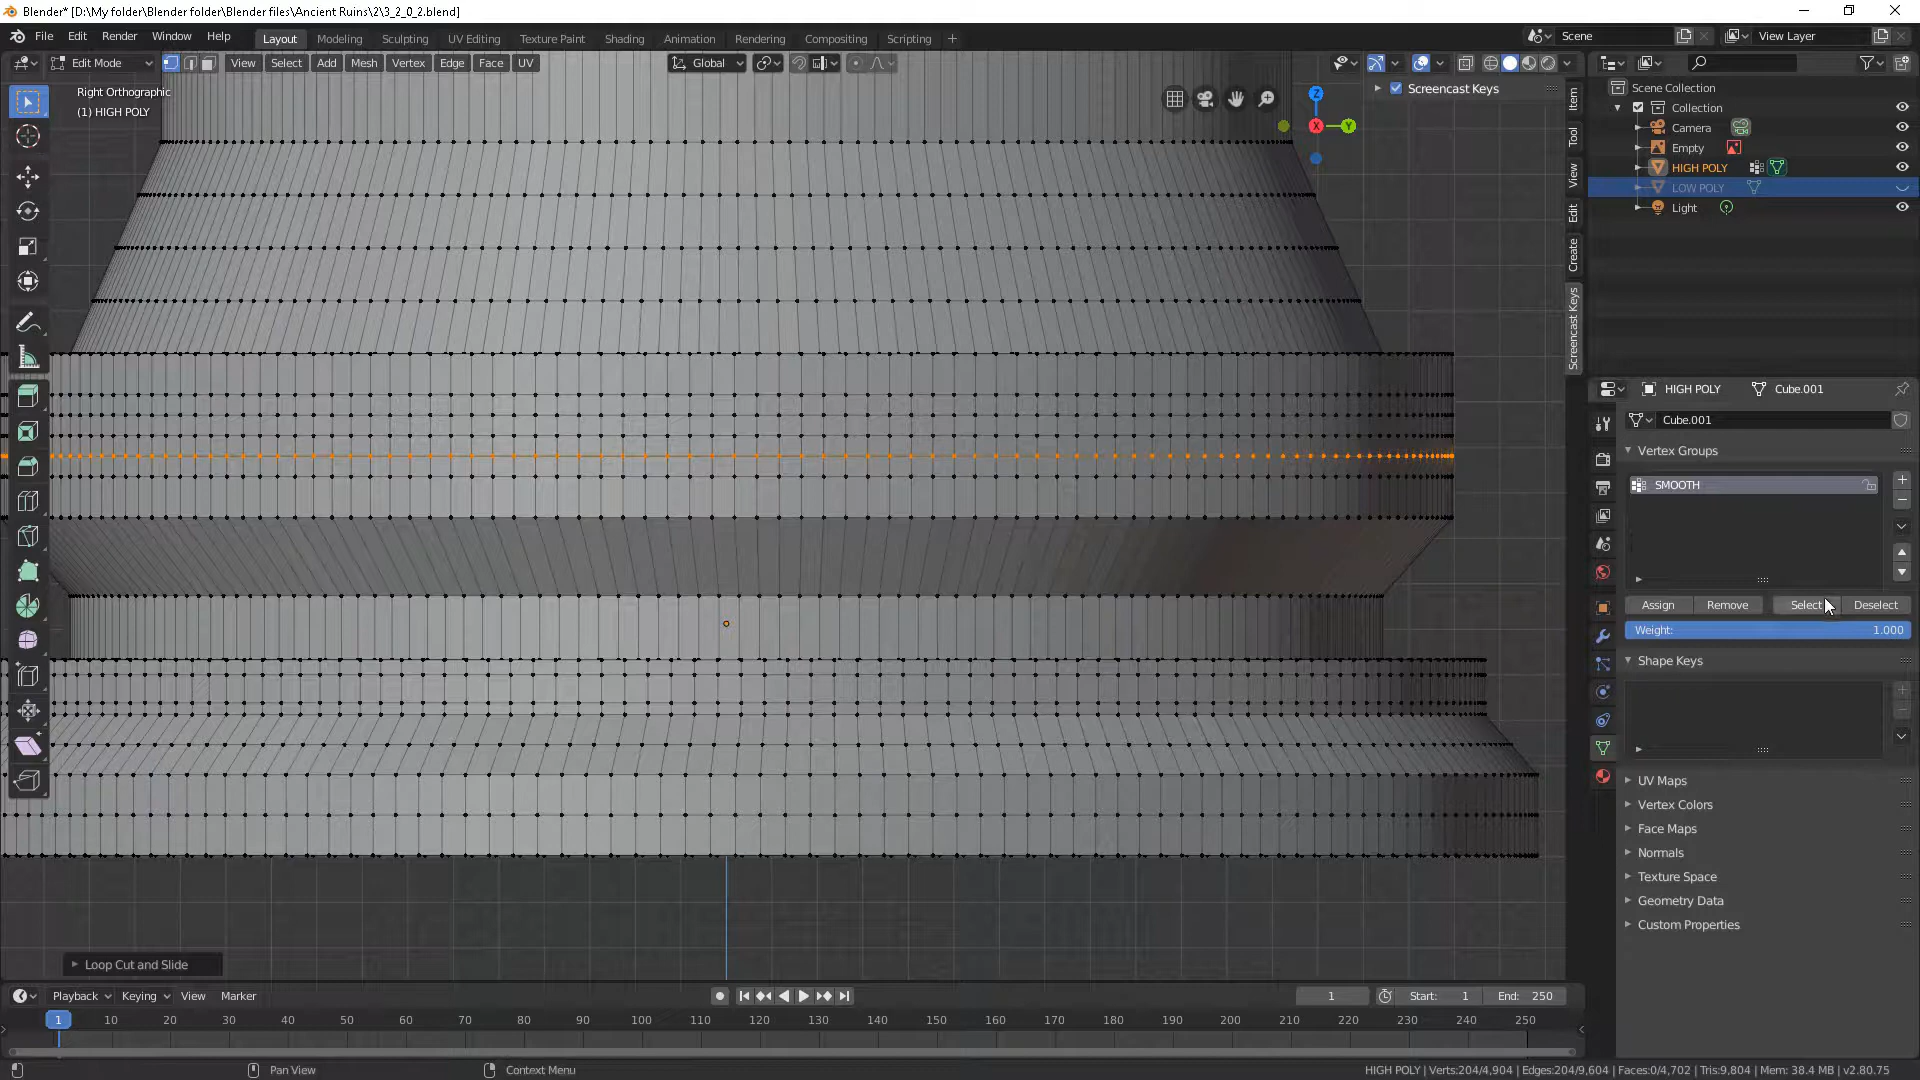 Blender* [D:\My folder\Blender folder\Blender files\Ancient Ruins\2\3_2_0_2.blend]
File Edit Render Window Help Layout Modeling Sculpting UV Editing Texture Paint Shading Animation Rendering Compositing Scripting + Scene View Layer
Edit Mode View Select Add Mesh Vertex Edge Face UV Global
Right Orthographic
(1) HIGH POLY
Screencast Keys
Z
X
Y
Item
Tool
View
Edit
Create
Screencast Keys
Scene Collection
Collection
Camera
Empty
HIGH POLY
LOW POLY
Light
HIGH POLY Cube.001
Cube.001
Vertex Groups
SMOOTH
Assign Remove Select Deselect
Weight: 1.000
Shape Keys
UV Maps
Vertex Colors
Face Maps
Normals
Texture Space
Geometry Data
Custom Properties
Loop Cut and Slide
Playback Keying View Marker 1 Start: 1 End: 250
1 10 20 30 40 50 60 70 80 90 100 110 120 130 140 150 160 170 180 190 200 210 220 230 240 250
Pan View Context Menu HIGH POLY | Verts:204/4,904 | Edges:204/9,604 | Faces:0/4,702 | Tris:9,804 | Mem: 38.4 MB | v2.80.75